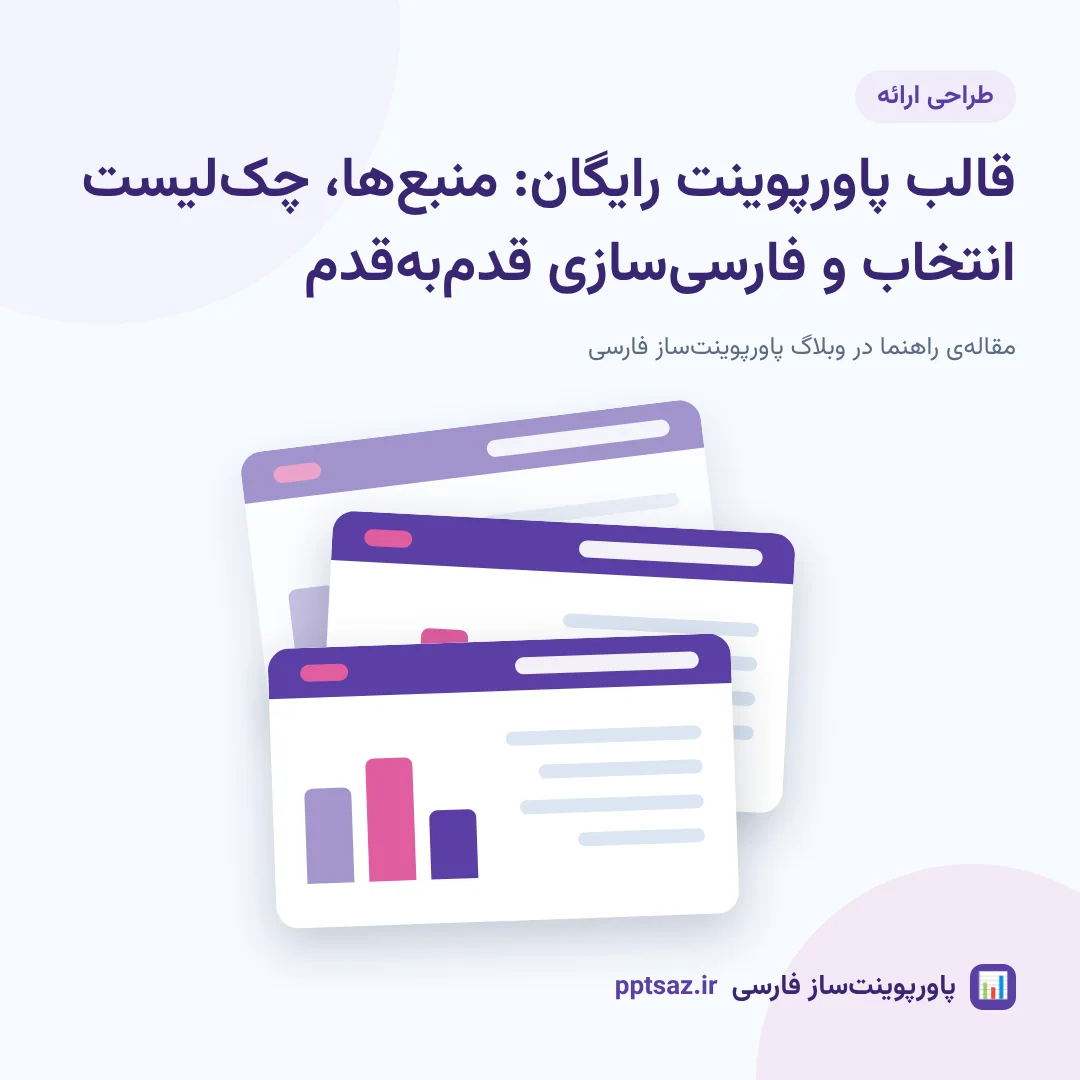 طراحی ارائه
قالب پاورپوینت رایگان: منبع‌ها، چک‌لیست
انتخاب و فارسی‌سازی قدم‌به‌قدم
مقاله‌ی راهنما در وبلاگ پاورپوینت‌ساز فارسی
پاورپوینت‌ساز فارسی pptsaz.ir